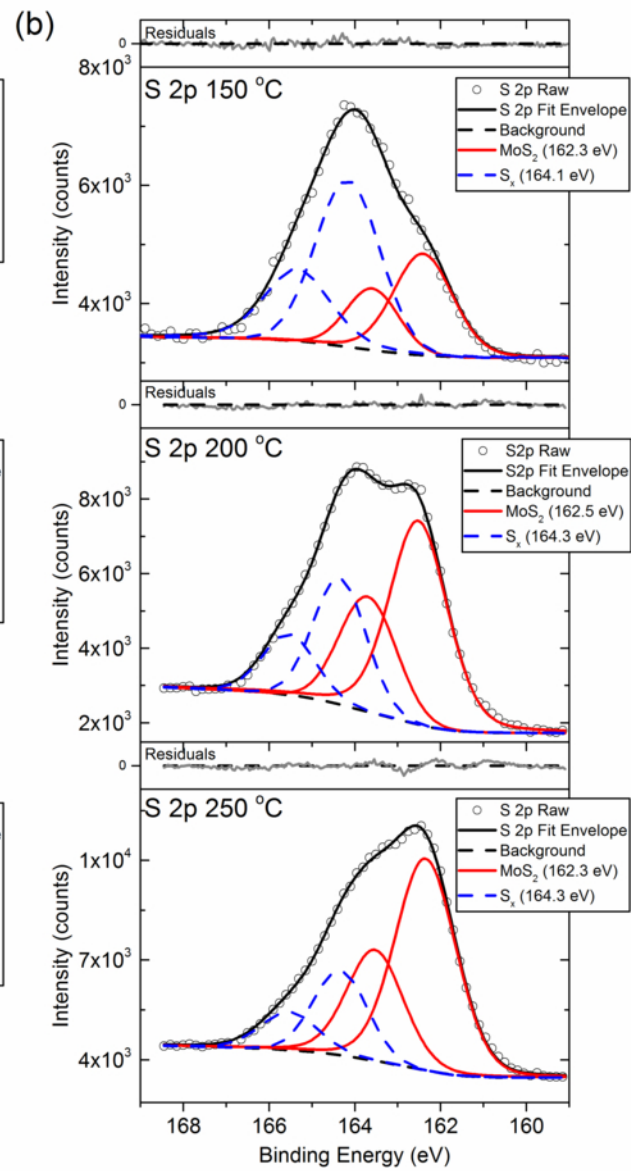 (b)
Residuals
0
8x10³
S 2p 150 °C
S 2p Raw
S 2p Fit Envelope
Background
MoS₂ (162.3 eV)
Sₓ (164.1 eV)
6x10³
4x10³
Intensity (counts)
Residuals
0
S 2p 200 °C
S2p Raw
S2p Fit Envelope
Background
MoS₂ (162.5 eV)
Sₓ (164.3 eV)
8x10³
6x10³
4x10³
2x10³
Intensity (counts)
Residuals
0
S 2p 250 °C
S 2p Raw
S 2p Fit Envelope
Background
MoS₂ (162.3 eV)
Sₓ (164.3 eV)
1x10⁴
7x10³
4x10³
Intensity (counts)
168 166 164 162 160
Binding Energy (eV)